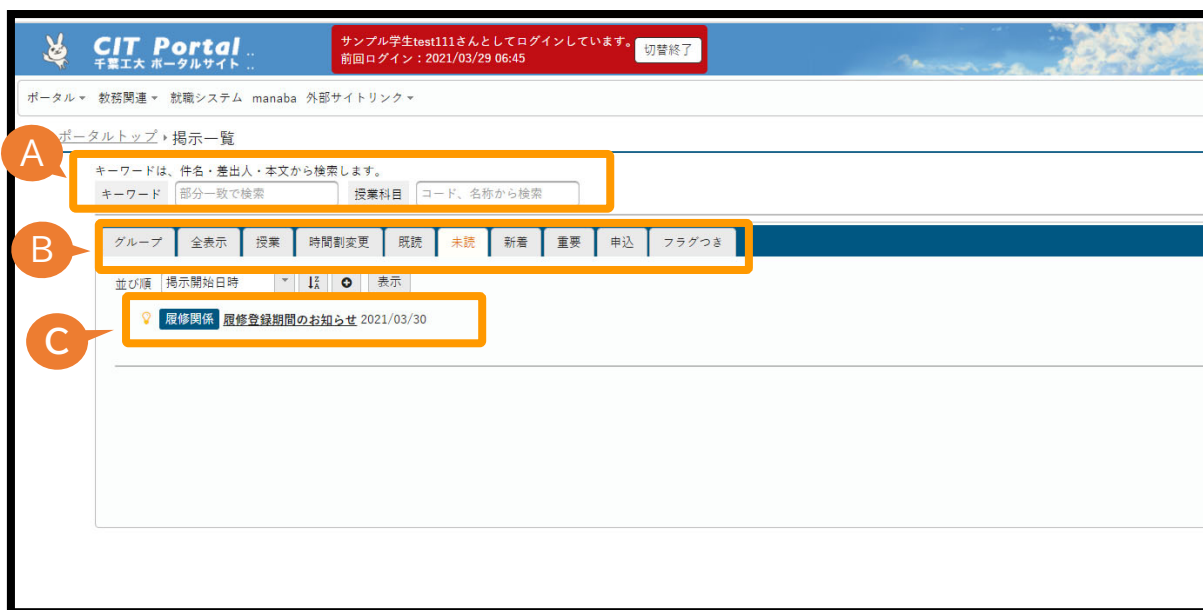 CIT Portal ..
千葉工大 ポータルサイト ..
サンプル学生test111さんとしてログインしています。
前回ログイン：2021/03/29 06:45
切替終了
ポータル 教務関連 就職システム manaba 外部サイトリンク
ポータルトップ 掲示一覧
A
キーワードは、件名・差出人・本文から検索します。
キーワード 部分一致で検索 授業科目 コード、名称から検索
B
グループ 全表示 授業 時間割変更 既読 未読 新着 重要 申込 フラグつき
並び順 掲示開始日時 表示
C
履修関係 履修登録期間のお知らせ 2021/03/30